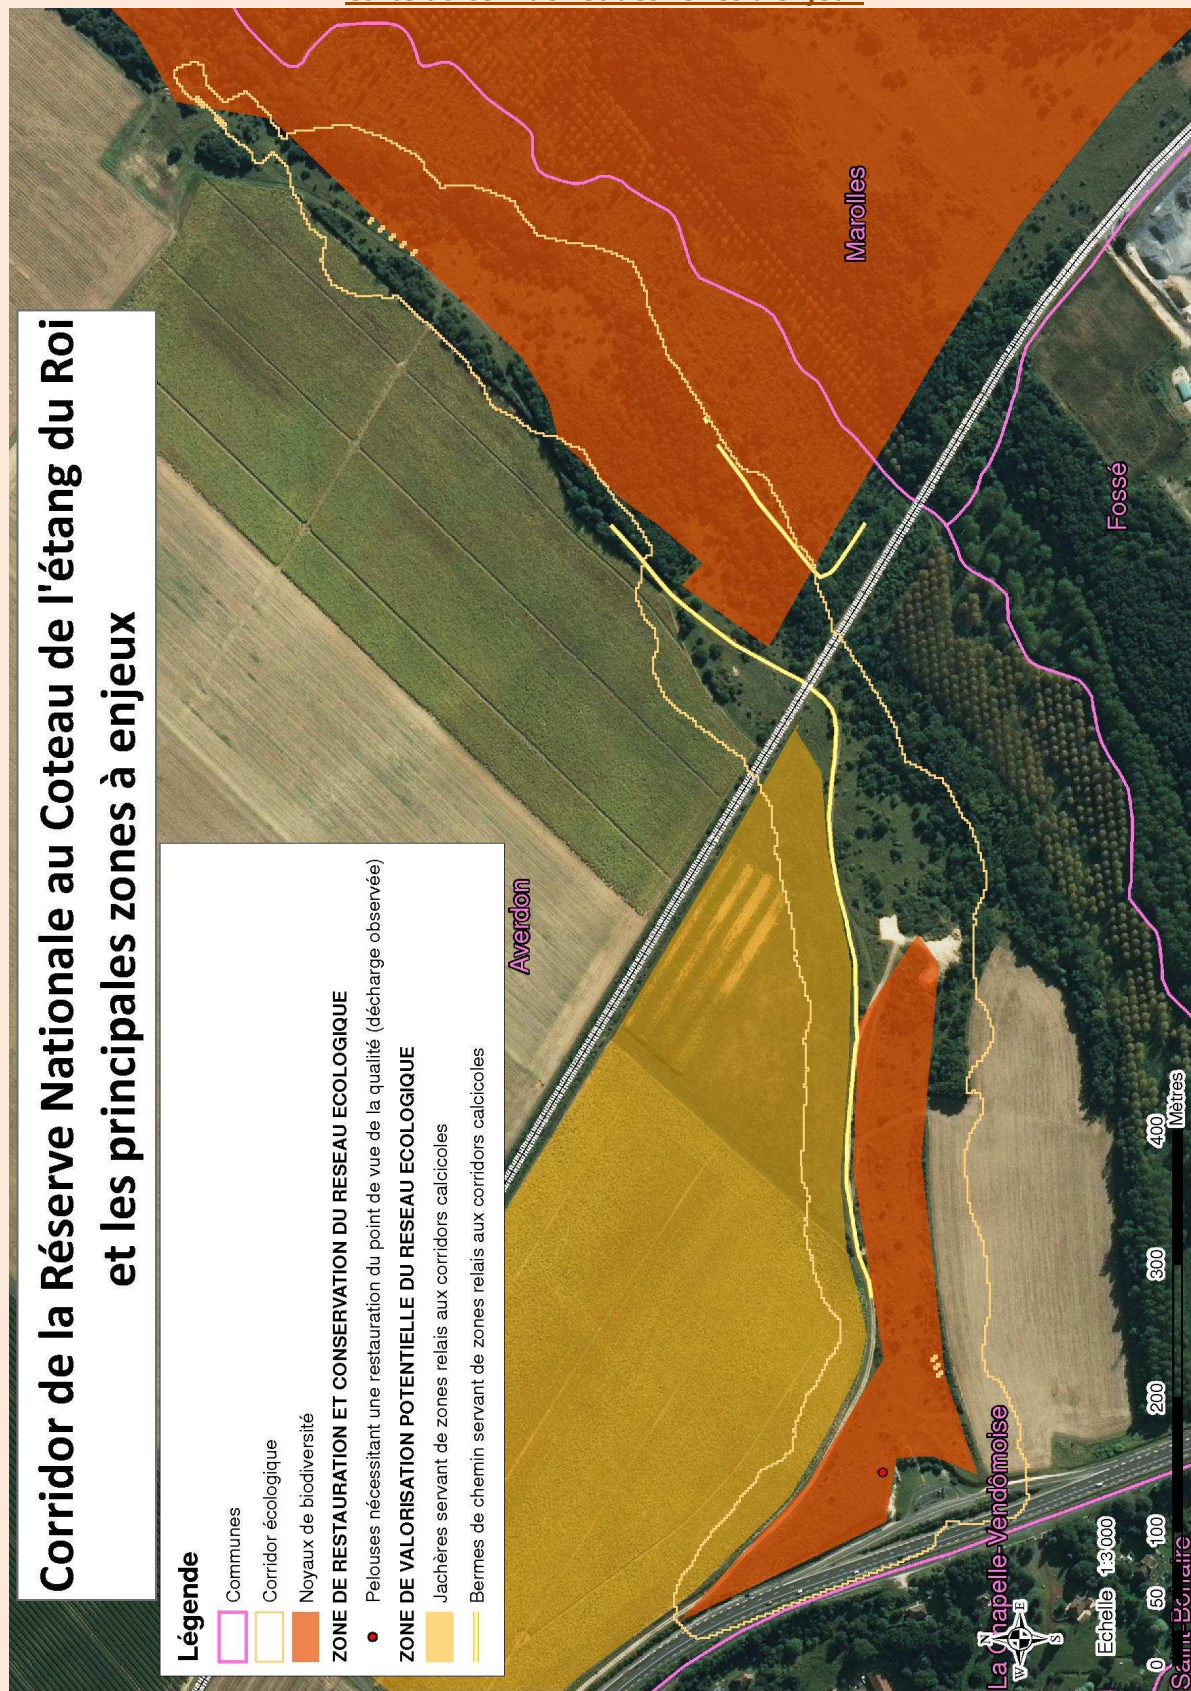 Corridor de la Réserve Nationale au Coteau de l'étang du Roi
et les principales zones à enjeux
Légende
Communes
Corridor écologique
Noyaux de biodiversité
ZONE DE RESTAURATION ET CONSERVATION DU RESEAU ECOLOGIQUE
Pelouses nécessitant une restauration du point de vue de la qualité (décharge observée)
ZONE DE VALORISATION POTENTIELLE DU RESEAU ECOLOGIQUE
Jachères servant de zones relais aux corridors calcicoles
Bermes de chemin servant de zones relais aux corridors calcicoles
Averdon
Marolles
Fossé
La Chapelle-Vendômoise
N
W E
S
Echelle 1:3000
0 50 100 200 300 400
Mètres